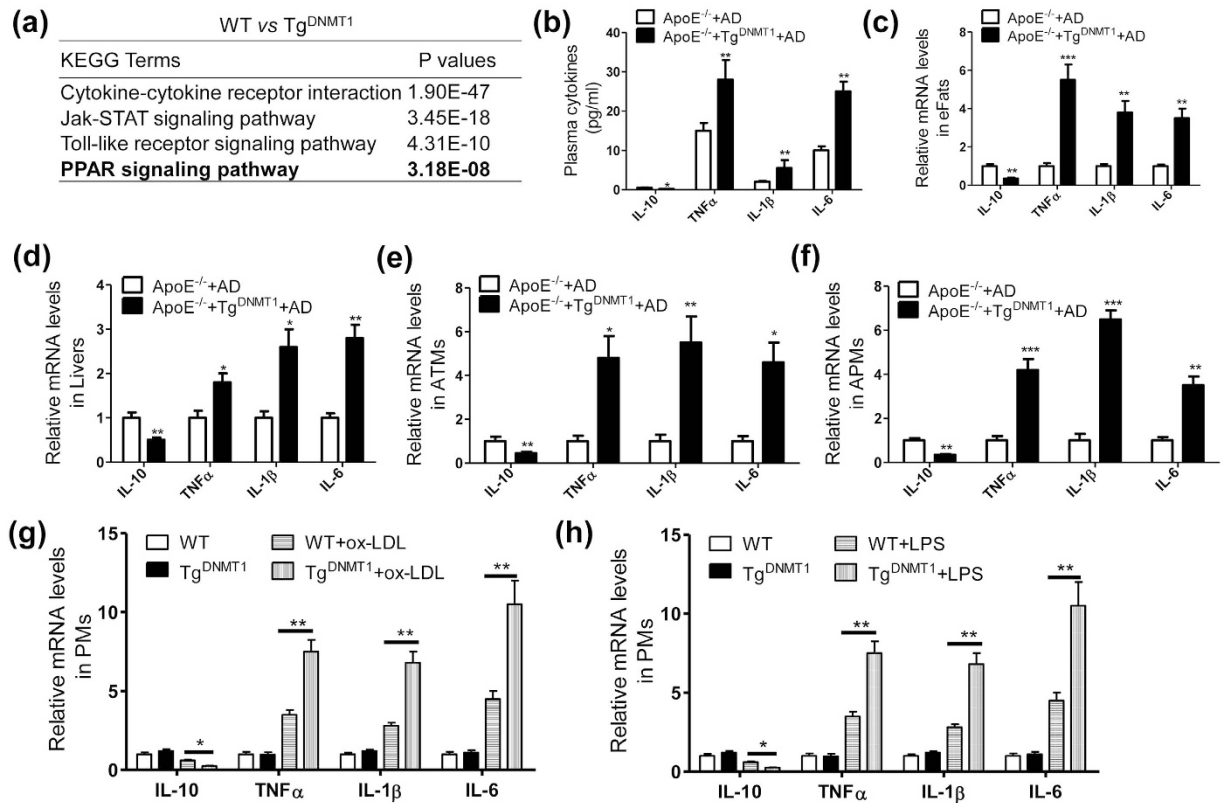 (a)
WT vs Tg^DNMT1
KEGG Terms P values
Cytokine-cytokine receptor interaction 1.90E-47
Jak-STAT signaling pathway 3.45E-18
Toll-like receptor signaling pathway 4.31E-10
PPAR signaling pathway 3.18E-08
(b)
ApoE-/-+AD
ApoE-/-+Tg^DNMT1+AD
Plasma cytokines
(pg/ml)
40
30
20
10
0
*
**
**
**
IL-10
TNFα
IL-1β
IL-6
(c)
ApoE-/-+AD
ApoE-/-+Tg^DNMT1+AD
Relative mRNA levels
in eFats
8
6
4
2
0
**
***
**
**
IL-10
TNFα
IL-1β
IL-6
(d)
ApoE-/-+AD
ApoE-/-+Tg^DNMT1+AD
Relative mRNA levels
in Livers
4
3
2
1
0
**
*
*
**
IL-10
TNFα
IL-1β
IL-6
(e)
ApoE-/-+AD
ApoE-/-+Tg^DNMT1+AD
Relative mRNA levels
in ATMs
8
6
4
2
0
**
*
**
*
IL-10
TNFα
IL-1β
IL-6
(f)
ApoE-/-+AD
ApoE-/-+Tg^DNMT1+AD
Relative mRNA levels
in APMs
8
6
4
2
0
**
***
***
**
IL-10
TNFα
IL-1β
IL-6
(g)
WT WT+ox-LDL
Tg^DNMT1 Tg^DNMT1+ox-LDL
Relative mRNA levels
in PMs
15
10
5
0
*
**
**
**
IL-10 TNFα IL-1β IL-6
(h)
WT WT+LPS
Tg^DNMT1 Tg^DNMT1+LPS
Relative mRNA levels
in PMs
15
10
5
0
*
**
**
**
IL-10 TNFα IL-1β IL-6